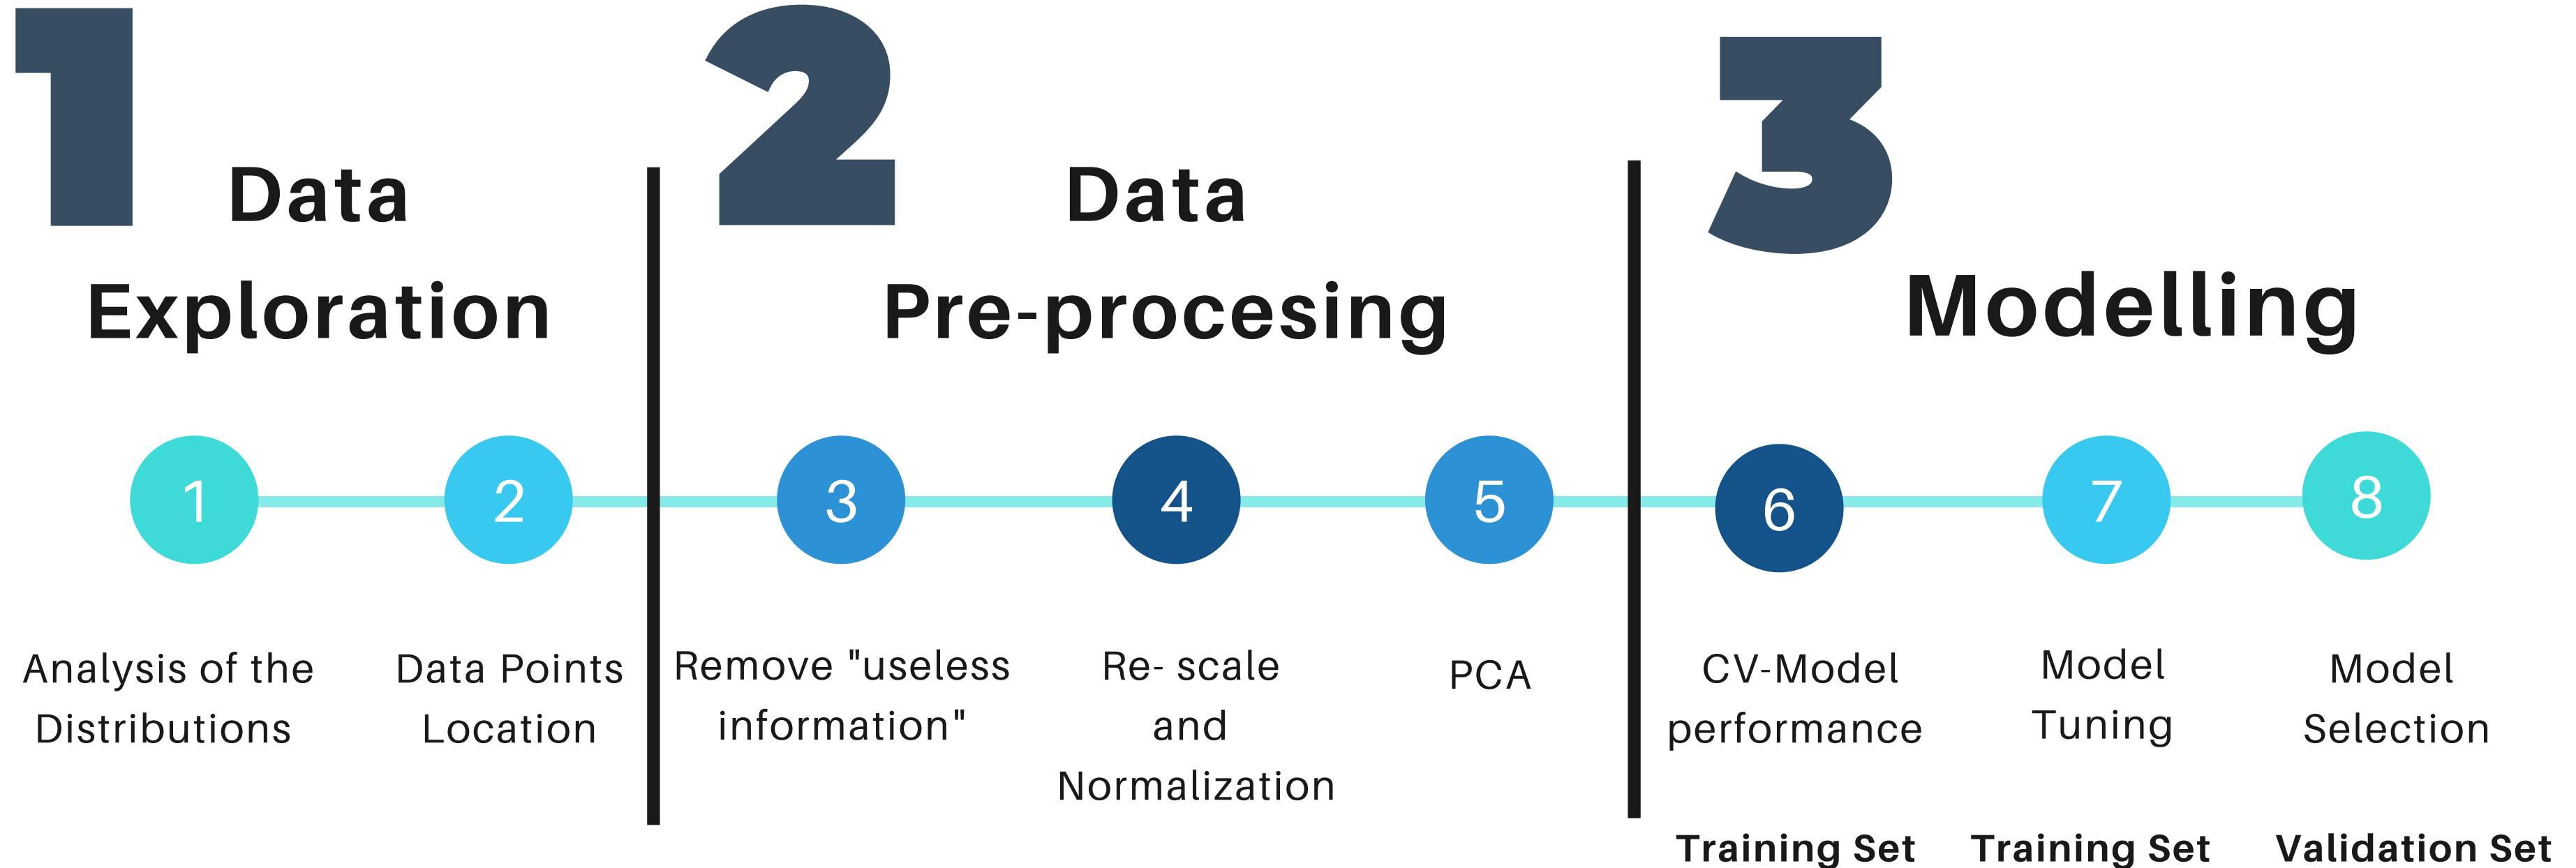 1
Data
Exploration
2
Data
Pre-procesing
3
Modelling
1
2
3
4
5
6
7
8
Analysis of the
Distributions
Data Points
Location
Remove "useless
information"
Re- scale
and
Normalization
PCA
CV-Model
performance
Training Set
Model
Tuning
Training Set
Model
Selection
Validation Set